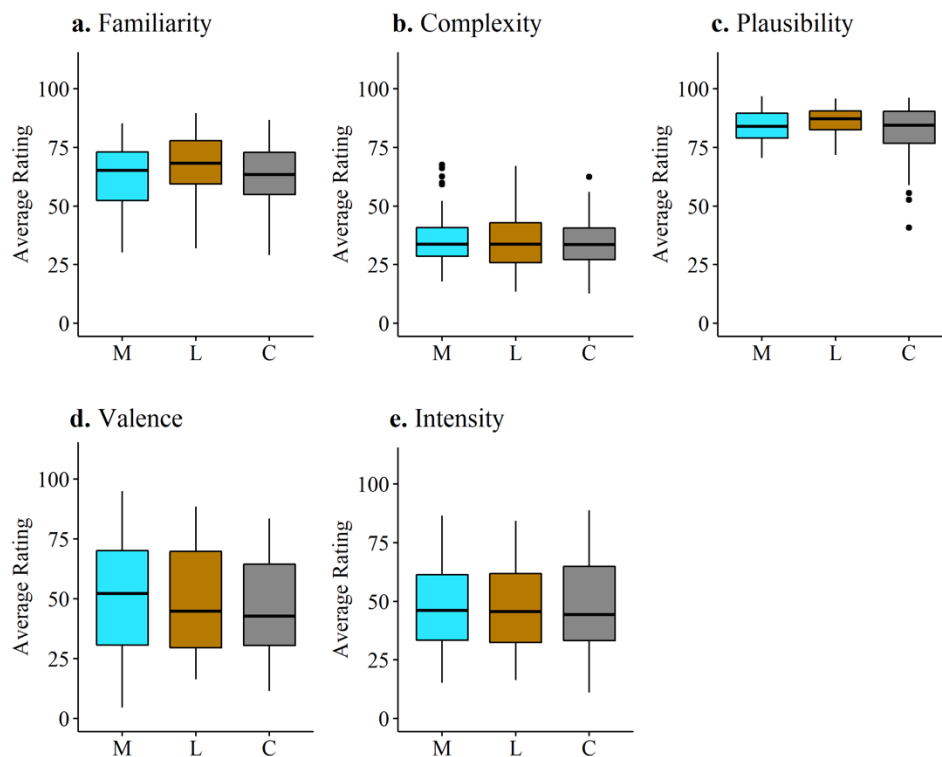 a. Familiarity
Average Rating
100
75
50
25
0
M L C
b. Complexity
Average Rating
100
75
50
25
0
M L C
c. Plausibility
Average Rating
100
75
50
25
0
M L C
d. Valence
Average Rating
100
75
50
25
0
M L C
e. Intensity
Average Rating
100
75
50
25
0
M L C